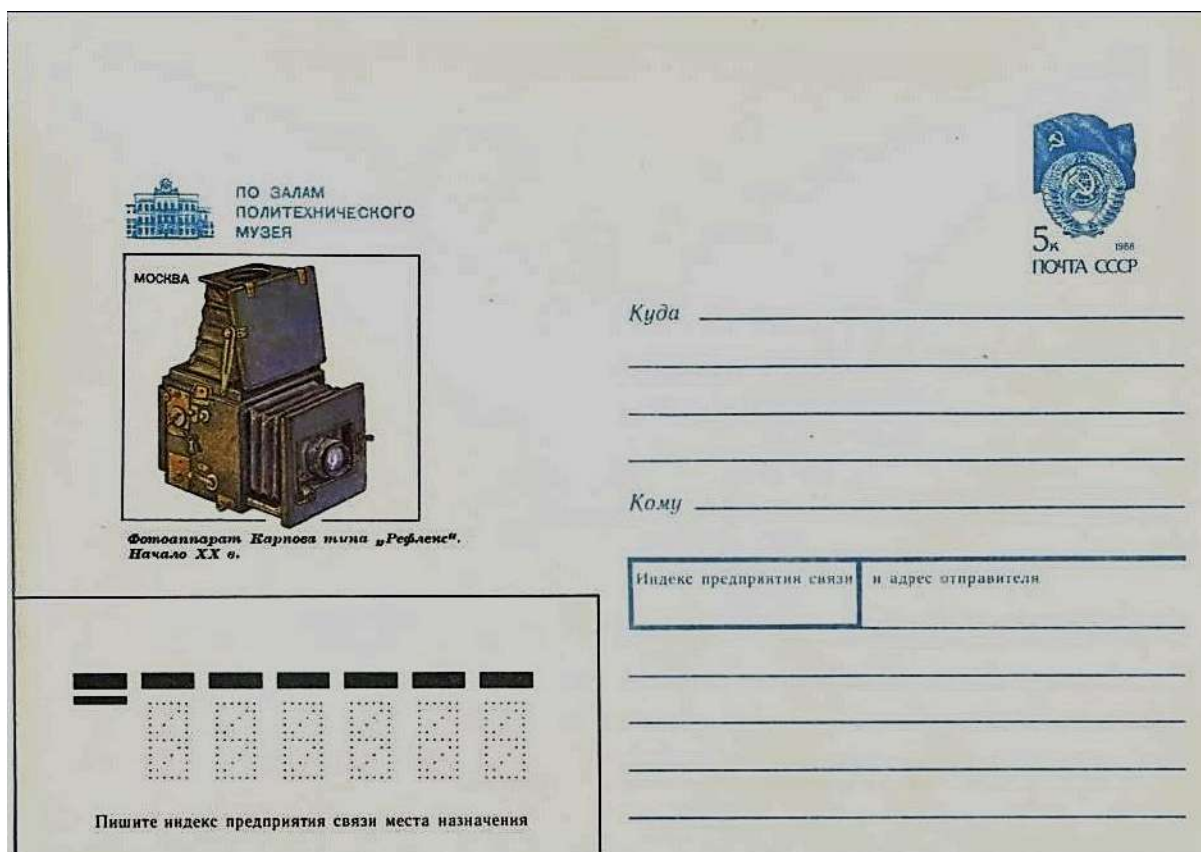 ПО ЗАЛАМ
ПОЛИТЕХНИЧЕСКОГО
МУЗЕЯ
МОСКВА
Фотоаппарат Карпова типа „Рефлекс“.
Начало XX в.
5к 1988
ПОЧТА СССР
Куда
Кому
Индекс предприятия связи и адрес отправителя
Пишите индекс предприятия связи места назначения